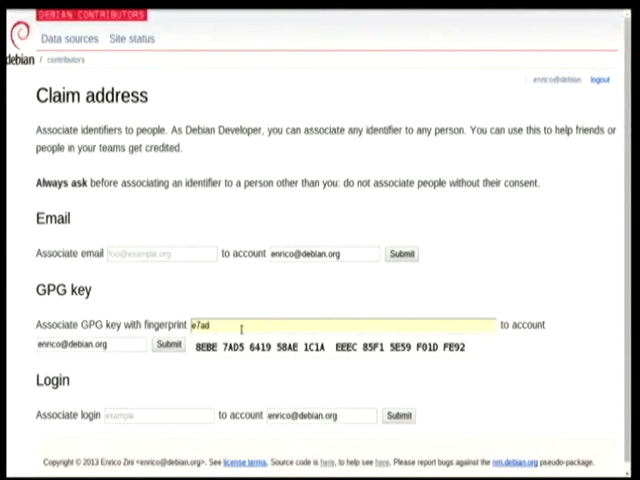 DEBIAN CONTRIBUTORS
Data sources Site status
debian / contributors
enrico@debian logout
Claim address
Associate identifiers to people. As Debian Developer, you can associate any identifier to any person. You can use this to help friends or
people in your teams get credited.
Always ask before associating an identifier to a person other than you: do not associate people without their consent.
Email
Associate email foo@example.org to account enrico@debian.org Submit
GPG key
Associate GPG key with fingerprint e7ad to account
enrico@debian.org Submit 8EBE 7AD5 6419 58AE 1C1A EEEC 85F1 5E59 F01D FE92
Login
Associate login example to account enrico@debian.org Submit
Copyright © 2013 Enrico Zini <enrico@debian.org>. See license terms. Source code is here, to help see here. Please report bugs against the nm.debian.org pseudo-package.